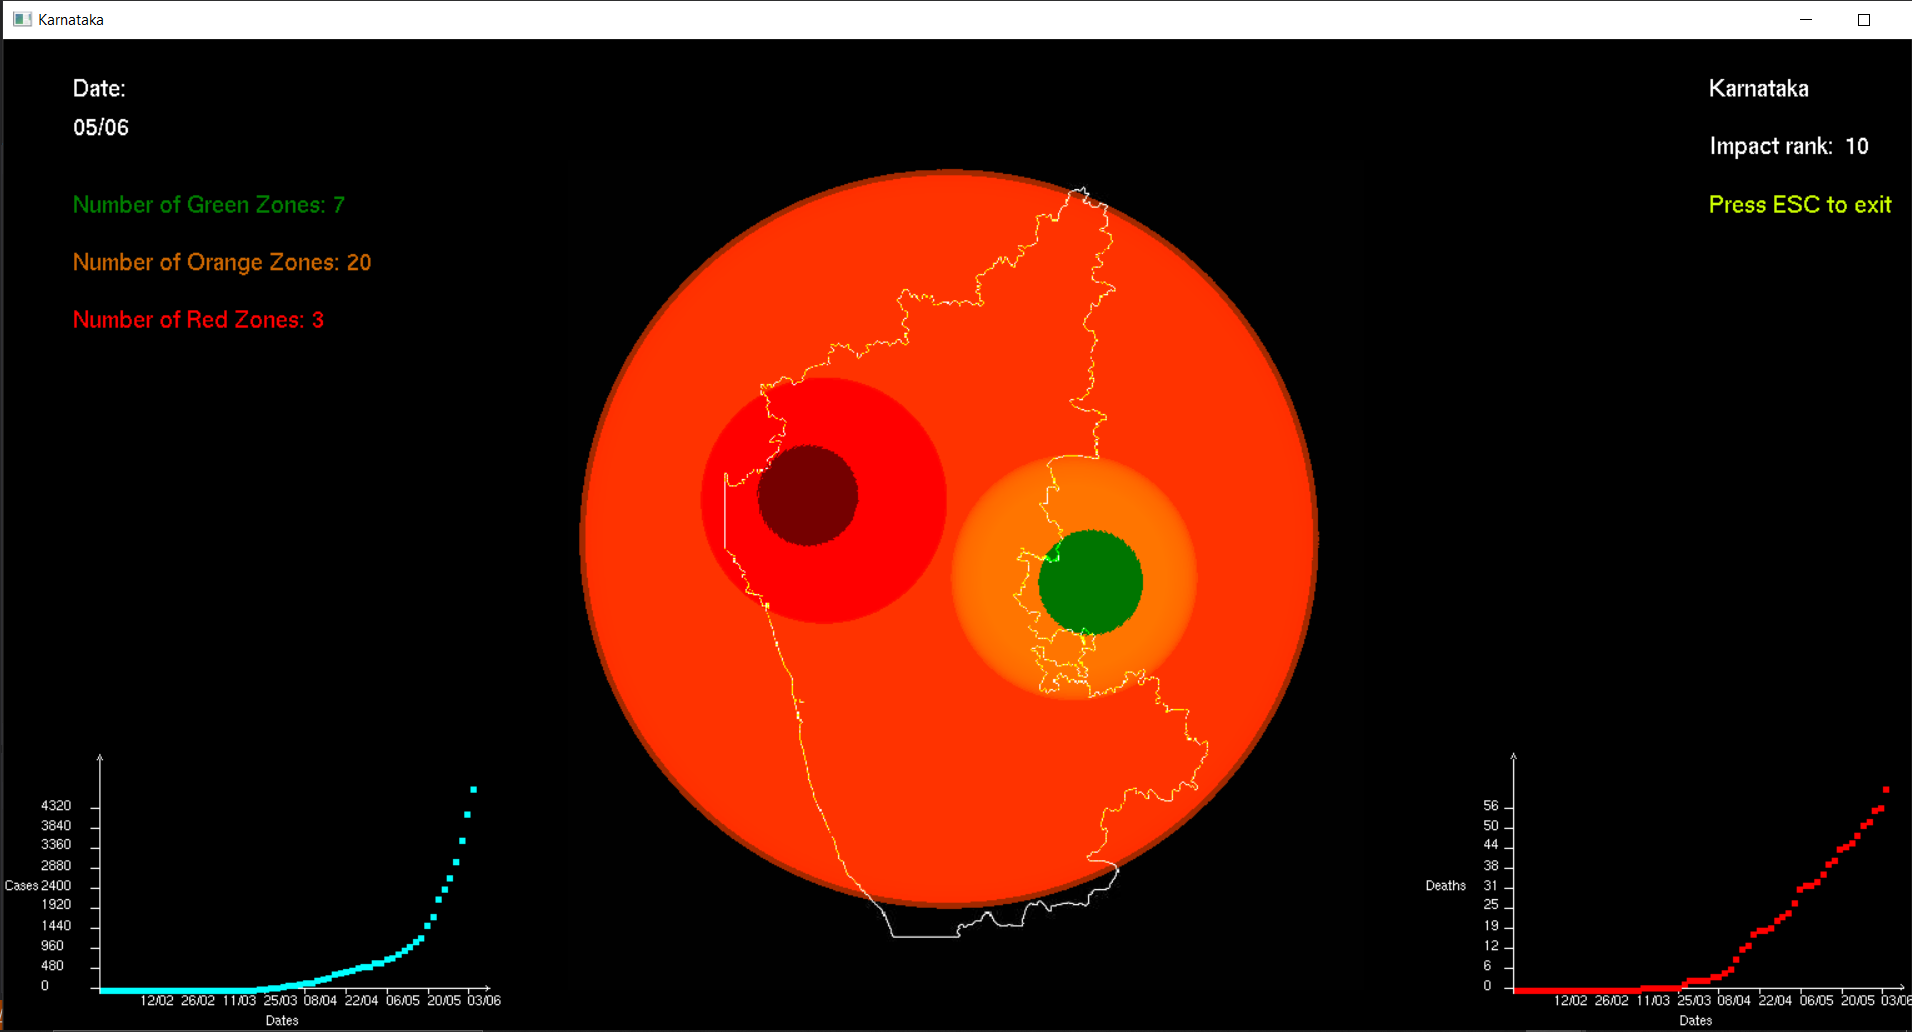 Karnataka
Date:
05/06
Number of Green Zones: 7
Number of Orange Zones: 20
Number of Red Zones: 3
Karnataka
Impact rank: 10
Press ESC to exit
4320
3840
3360
2880
Cases 2400
1920
1440
960
480
0
12/02 26/02 11/03 25/03 08/04 22/04 06/05 20/05 03/06
Dates
56
50
44
38
Deaths 31
25
19
12
6
0
12/02 26/02 11/03 25/03 08/04 22/04 06/05 20/05 03/06
Dates